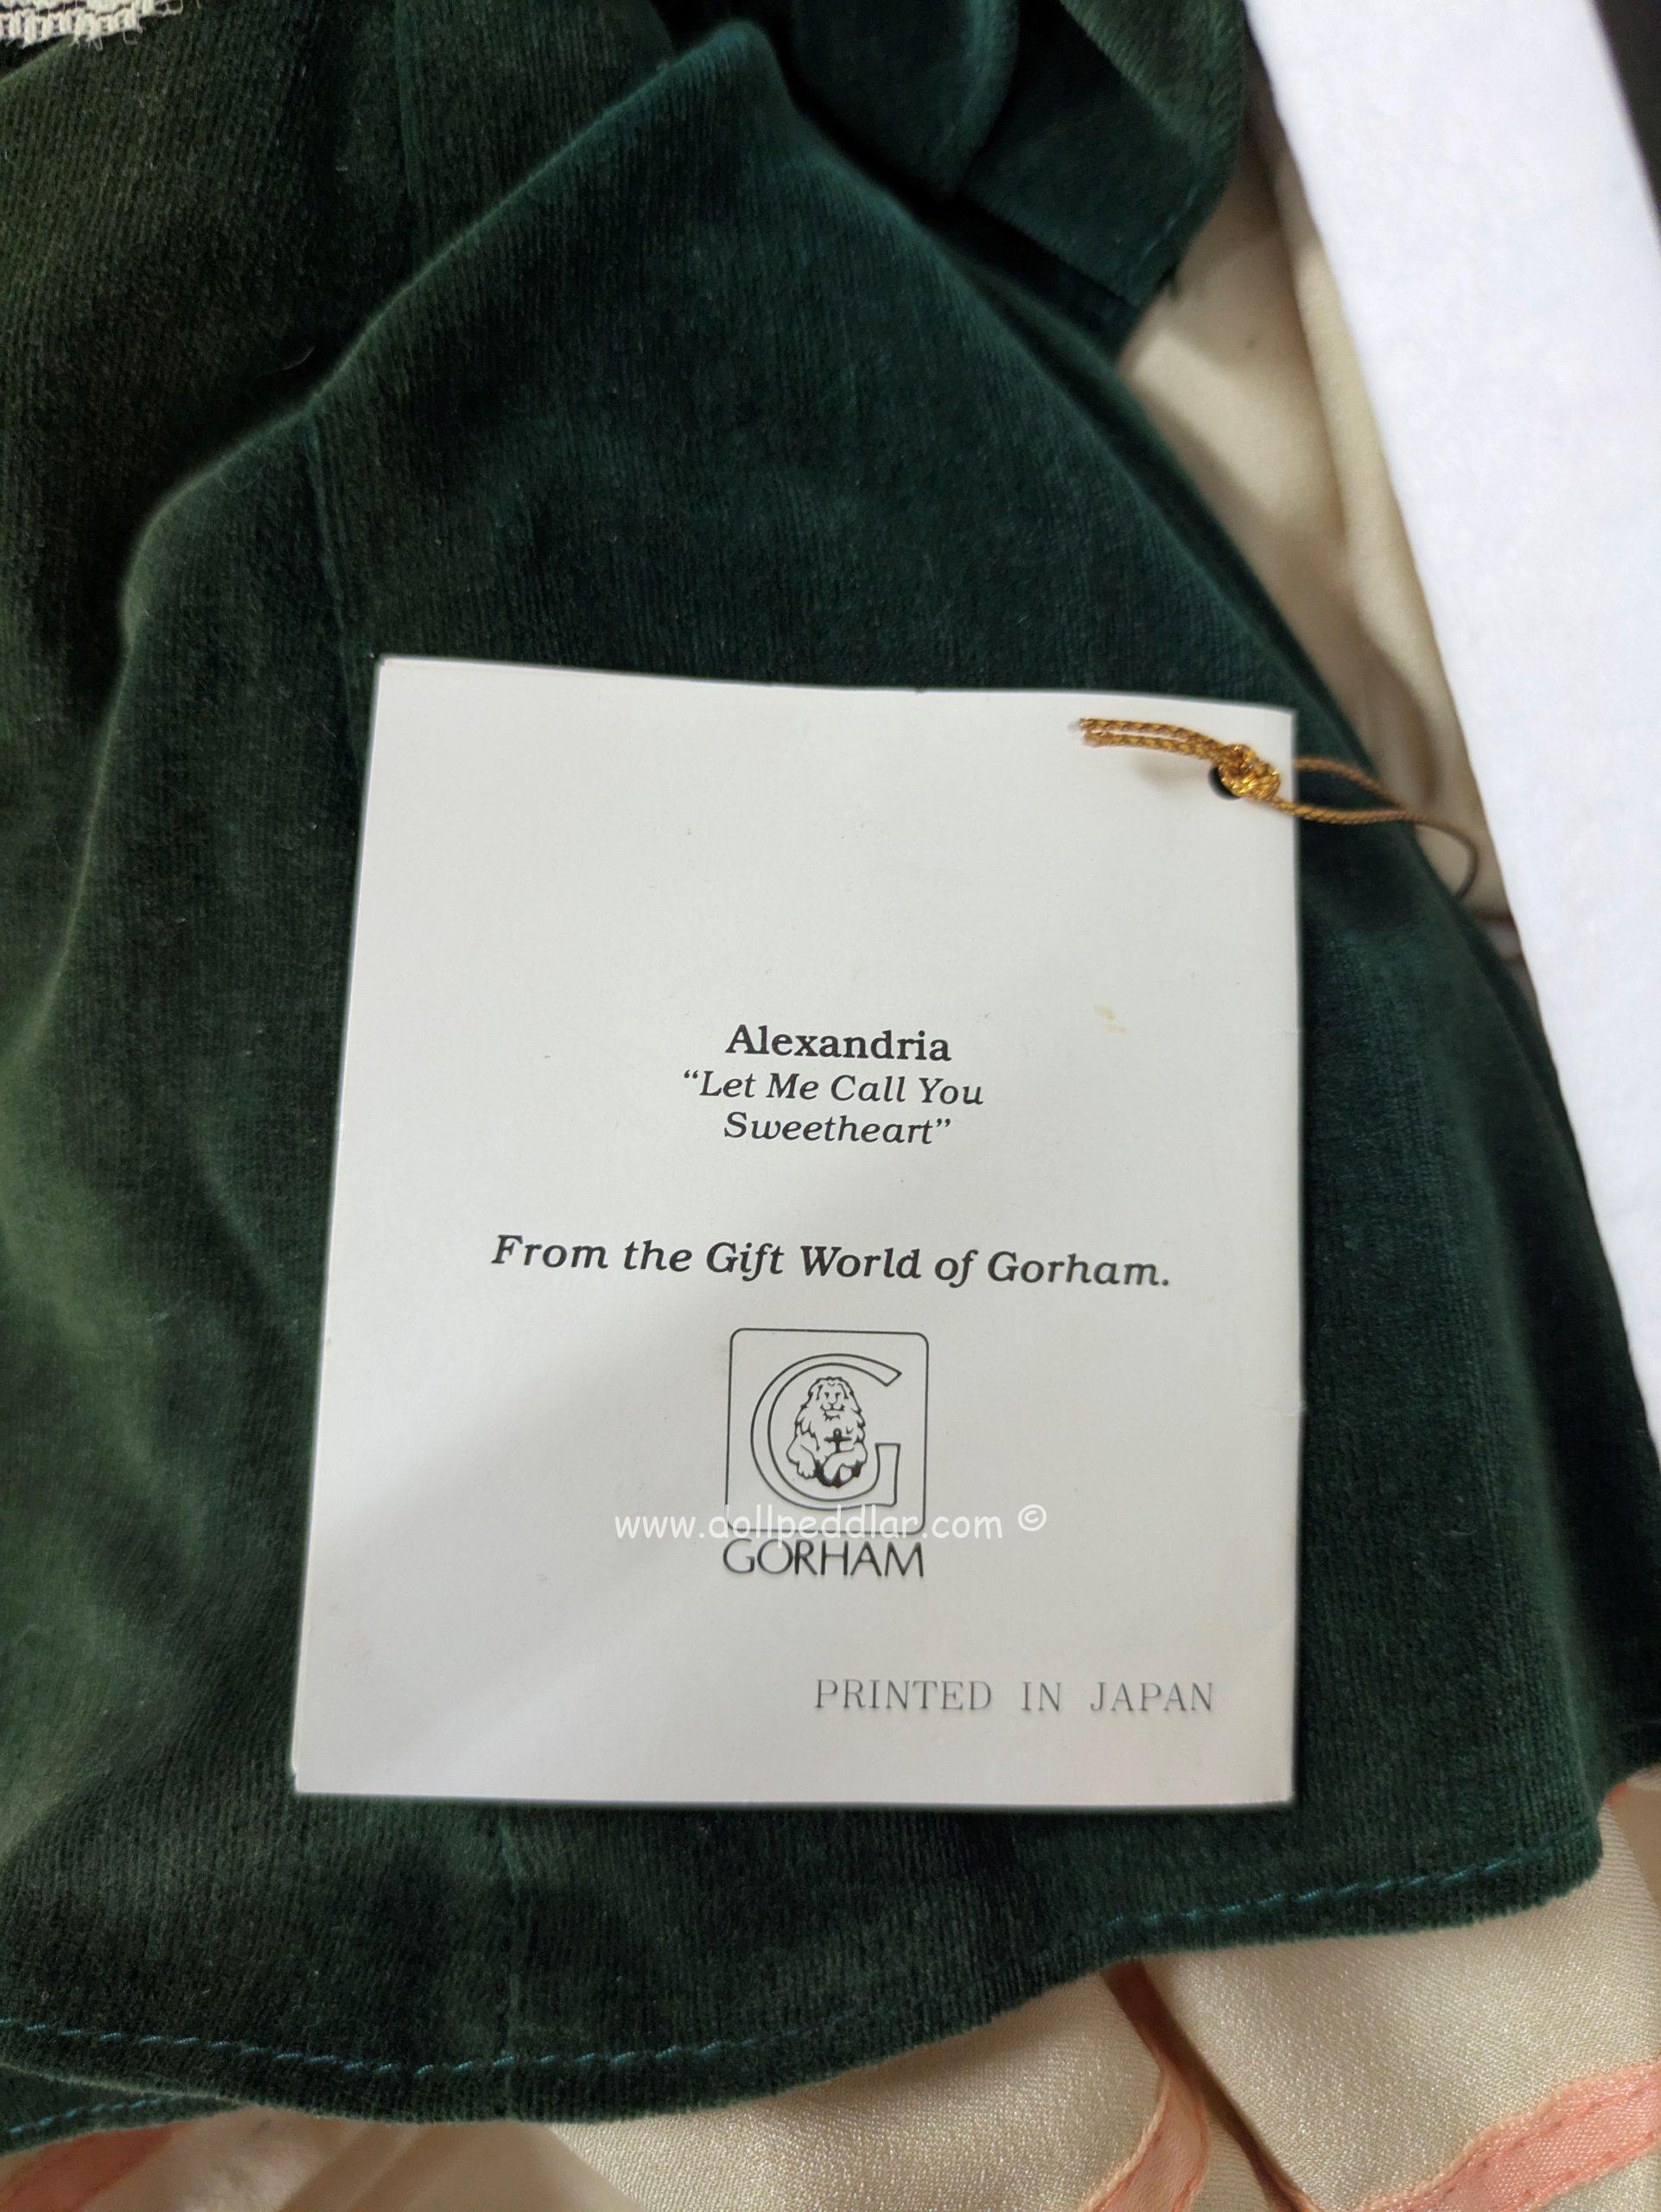 Alexandria
“Let Me Call You
Sweetheart”
From the Gift World of Gorham.
G
www.dollpeddlar.com ©
GORHAM
PRINTED IN JAPAN